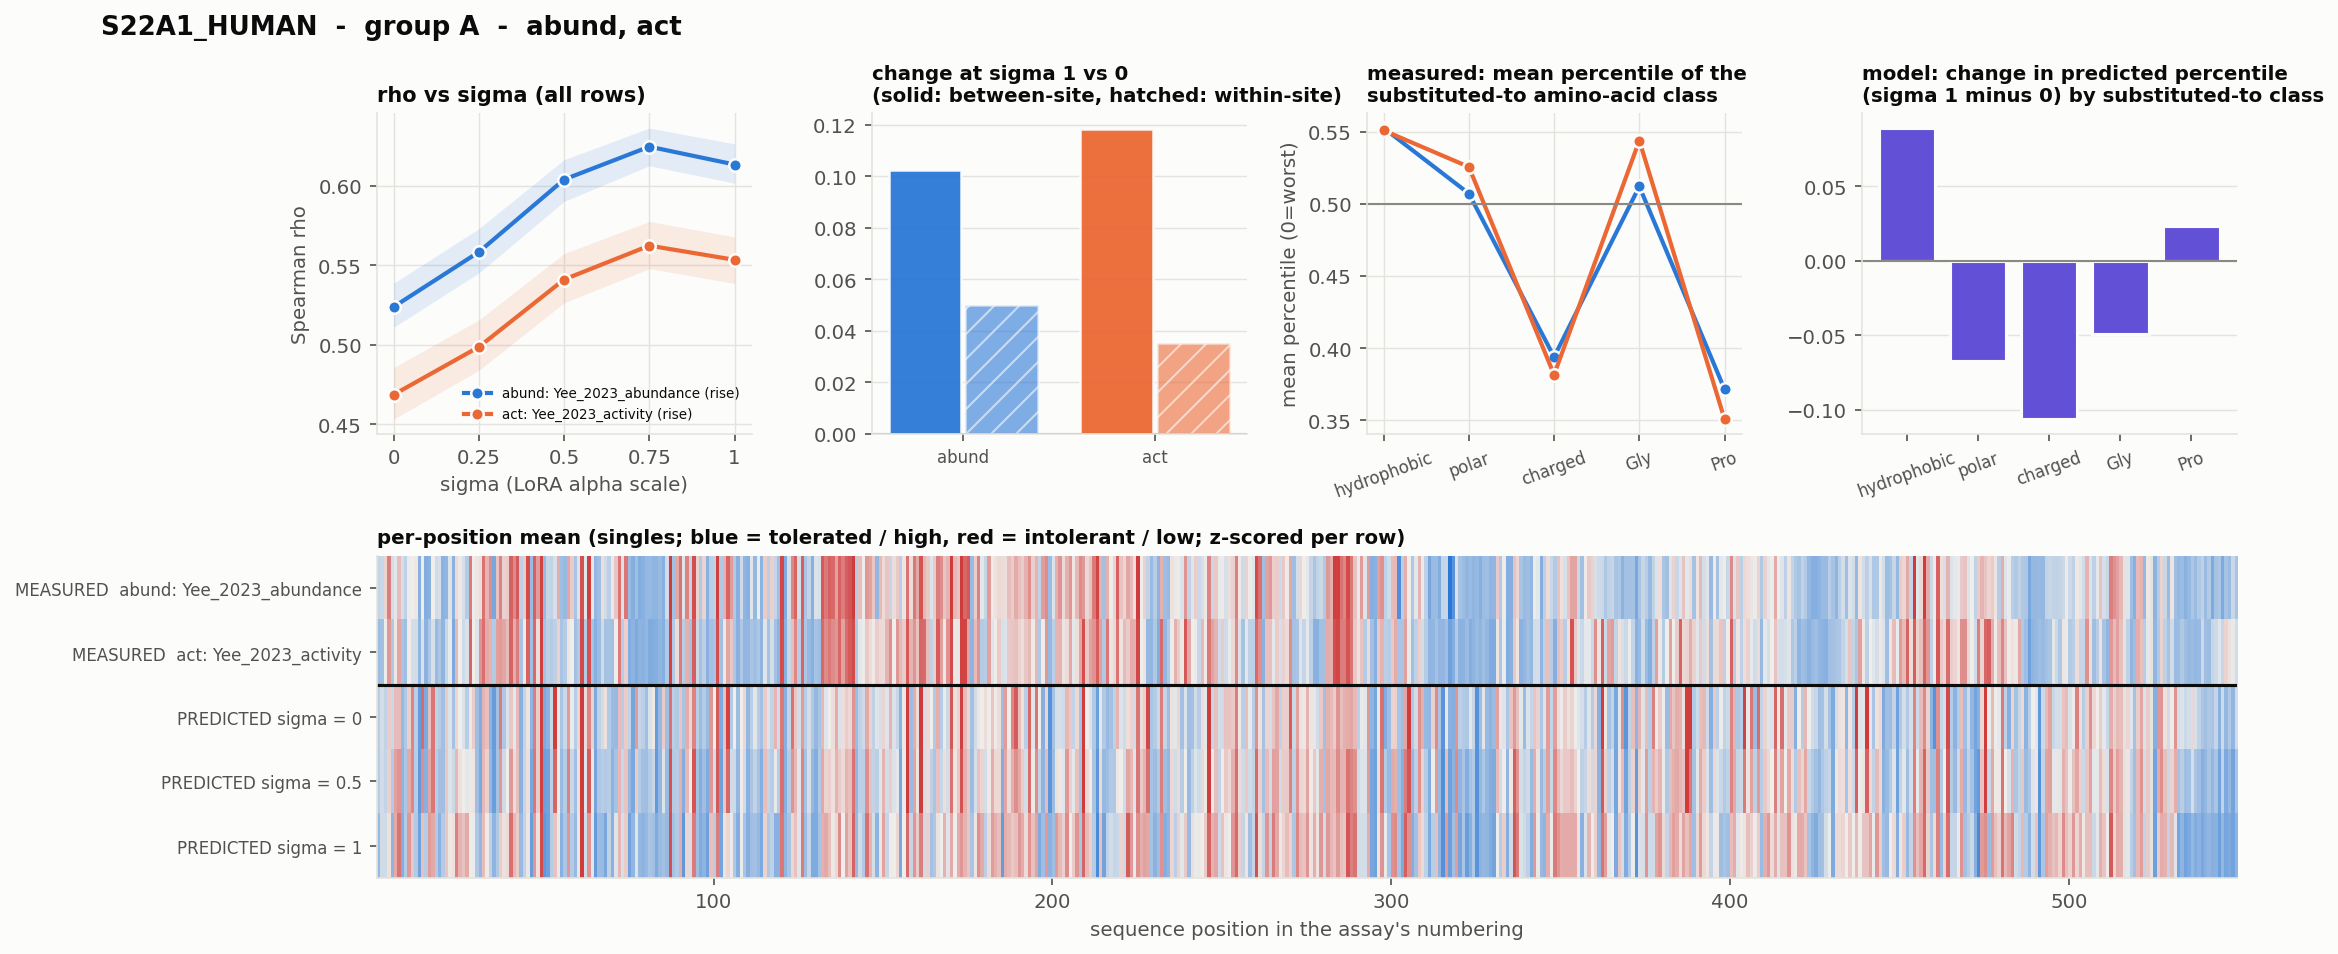 S22A1_HUMAN  -  group A  -  abund, act
rho vs sigma (all rows)
Spearman rho
0.60
0.55
0.50
0.45
0
0.25
0.5
0.75
1
sigma (LoRA alpha scale)
abund: Yee_2023_abundance (rise)
act: Yee_2023_activity (rise)
change at sigma 1 vs 0
(solid: between-site, hatched: within-site)
0.12
0.10
0.08
0.06
0.04
0.02
0.00
abund
act
measured: mean percentile of the
substituted-to amino-acid class
mean percentile (0=worst)
0.55
0.50
0.45
0.40
0.35
hydrophobic
polar
charged
Gly
Pro
model: change in predicted percentile
(sigma 1 minus 0) by substituted-to class
0.05
0.00
−0.05
−0.10
hydrophobic
polar
charged
Gly
Pro
per-position mean (singles; blue = tolerated / high, red = intolerant / low; z-scored per row)
MEASURED  abund: Yee_2023_abundance
MEASURED  act: Yee_2023_activity
PREDICTED sigma = 0
PREDICTED sigma = 0.5
PREDICTED sigma = 1
100
200
300
400
500
sequence position in the assay's numbering